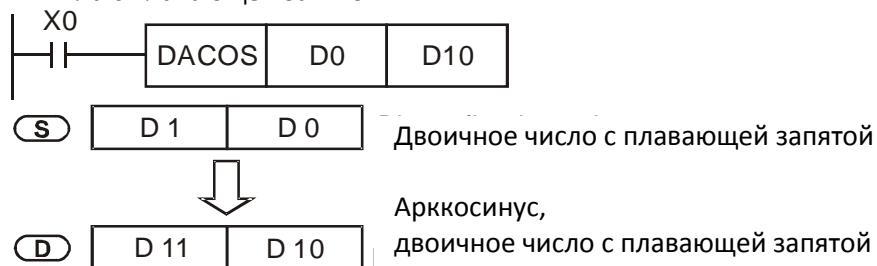 X0
DACOS D0 D10
S D 1 D 0 Двоичное число с плавающей запятой
Арккосинус,
D D 11 D 10 двоичное число с плавающей запятой